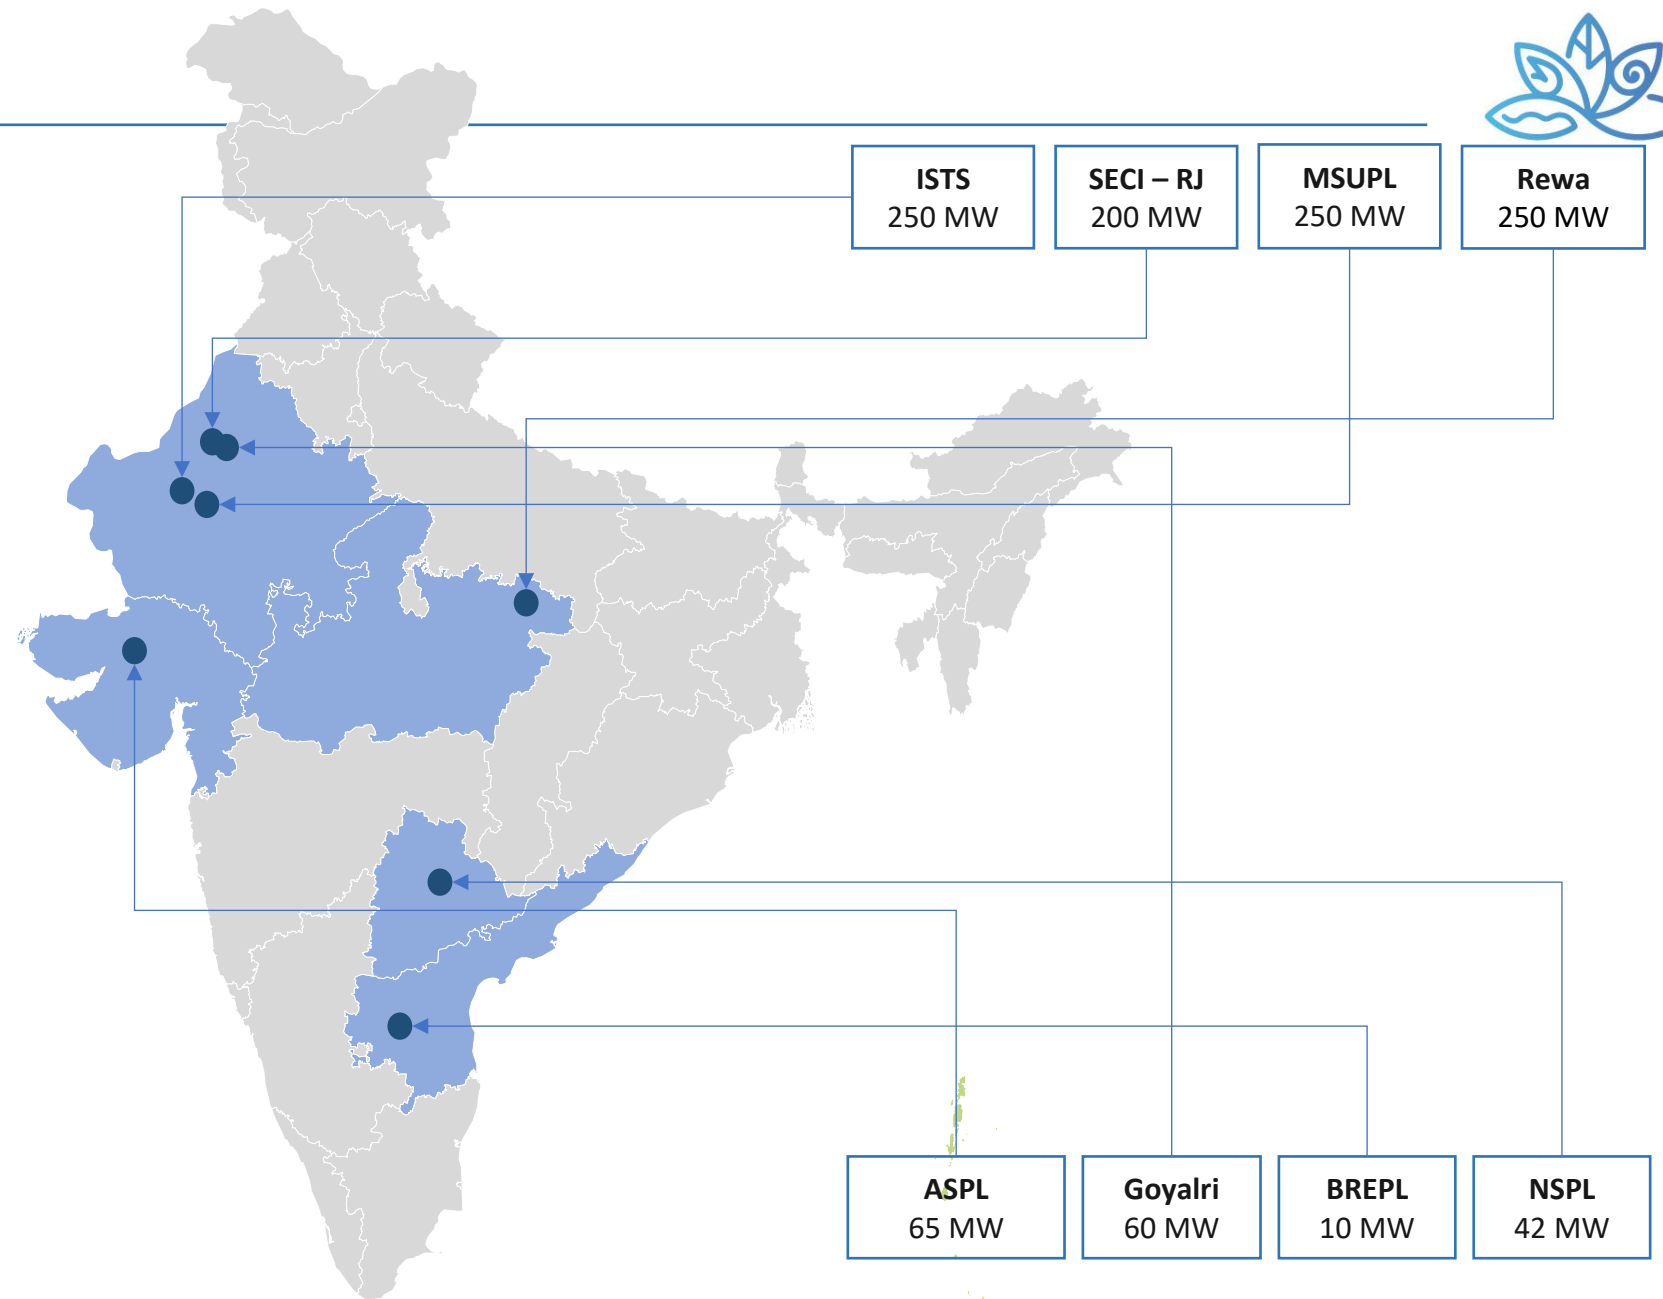 ISTS
250 MW
SECI – RJ
200 MW
MSUPL
250 MW
Rewa
250 MW
ASPL
65 MW
Goyalri
60 MW
BREPL
10 MW
NSPL
42 MW